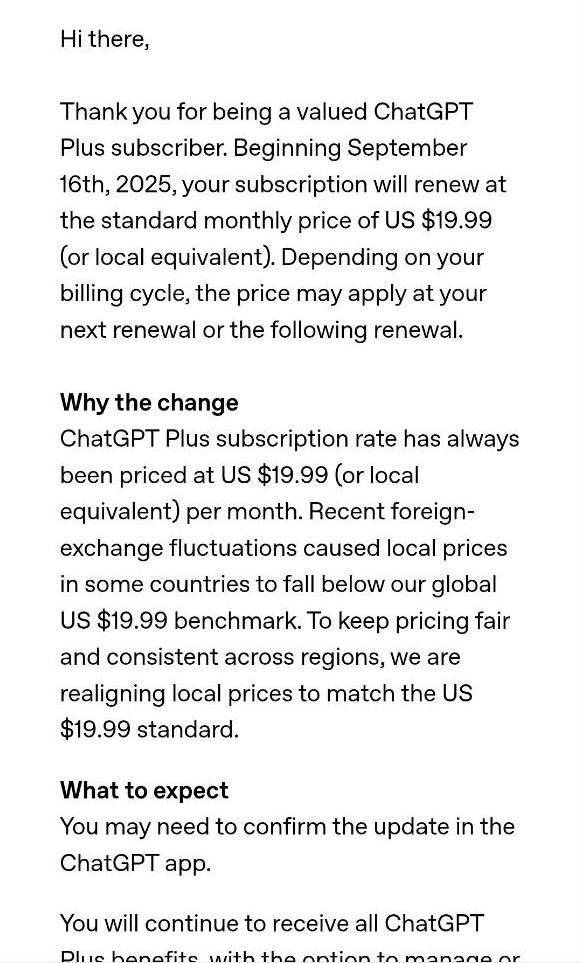 Hi there,
Thank you for being a valued ChatGPT
Plus subscriber. Beginning September
16th, 2025, your subscription will renew at
the standard monthly price of US $19.99
(or local equivalent). Depending on your
billing cycle, the price may apply at your
next renewal or the following renewal.
Why the change
ChatGPT Plus subscription rate has always
been priced at US $19.99 (or local
equivalent) per month. Recent foreign-
exchange fluctuations caused local prices
in some countries to fall below our global
US $19.99 benchmark. To keep pricing fair
and consistent across regions, we are
realigning local prices to match the US
$19.99 standard.
What to expect
You may need to confirm the update in the
ChatGPT app.
You will continue to receive all ChatGPT
Plus benefits, with the option to manage or